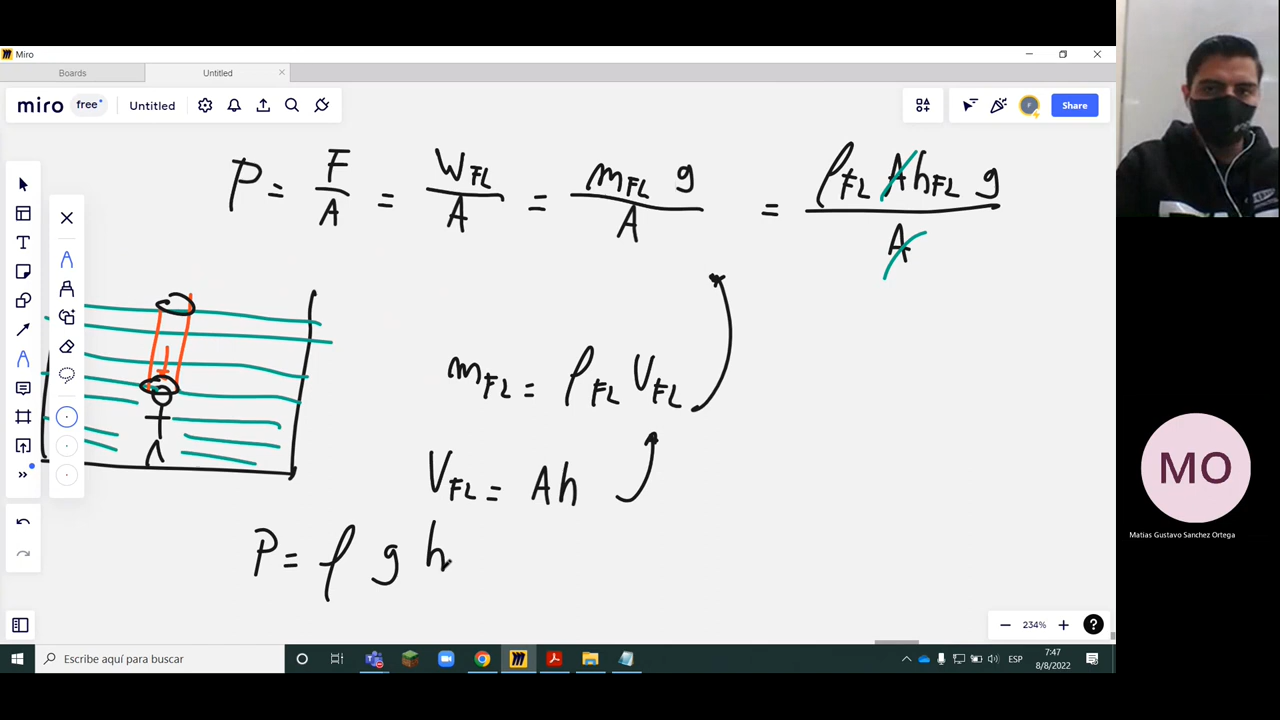 Miro
Boards
Untitled
miro free Untitled
Share
P = F/A = W_FL/A = m_FL g/A = ρ_FL A h_FL g/A
m_FL = ρ_FL V_FL
V_FL = A h
P = ρ g h
MO
Matias Gustavo Sanchez Ortega
234%
Escribe aquí para buscar
ESP
7:47
8/8/2022